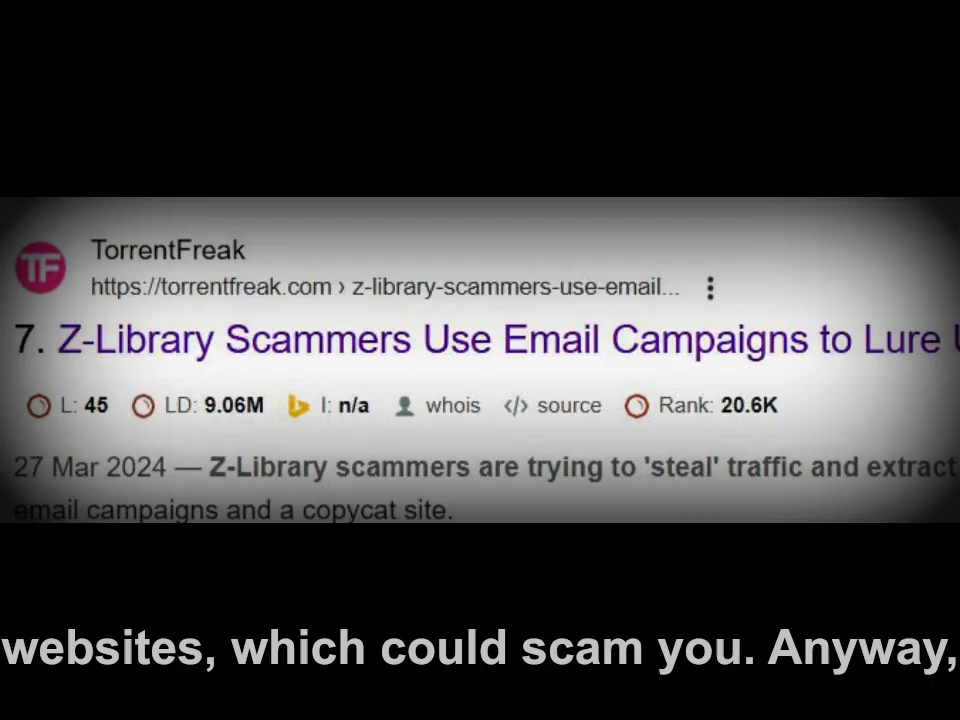 TF
TorrentFreak
https://torrentfreak.com › z-library-scammers-use-email...
7. Z-Library Scammers Use Email Campaigns to Lure
L: 45 LD: 9.06M I: n/a whois </> source Rank: 20.6K
27 Mar 2024 — Z-Library scammers are trying to 'steal' traffic and extract
email campaigns and a copycat site.
websites, which could scam you. Anyway,